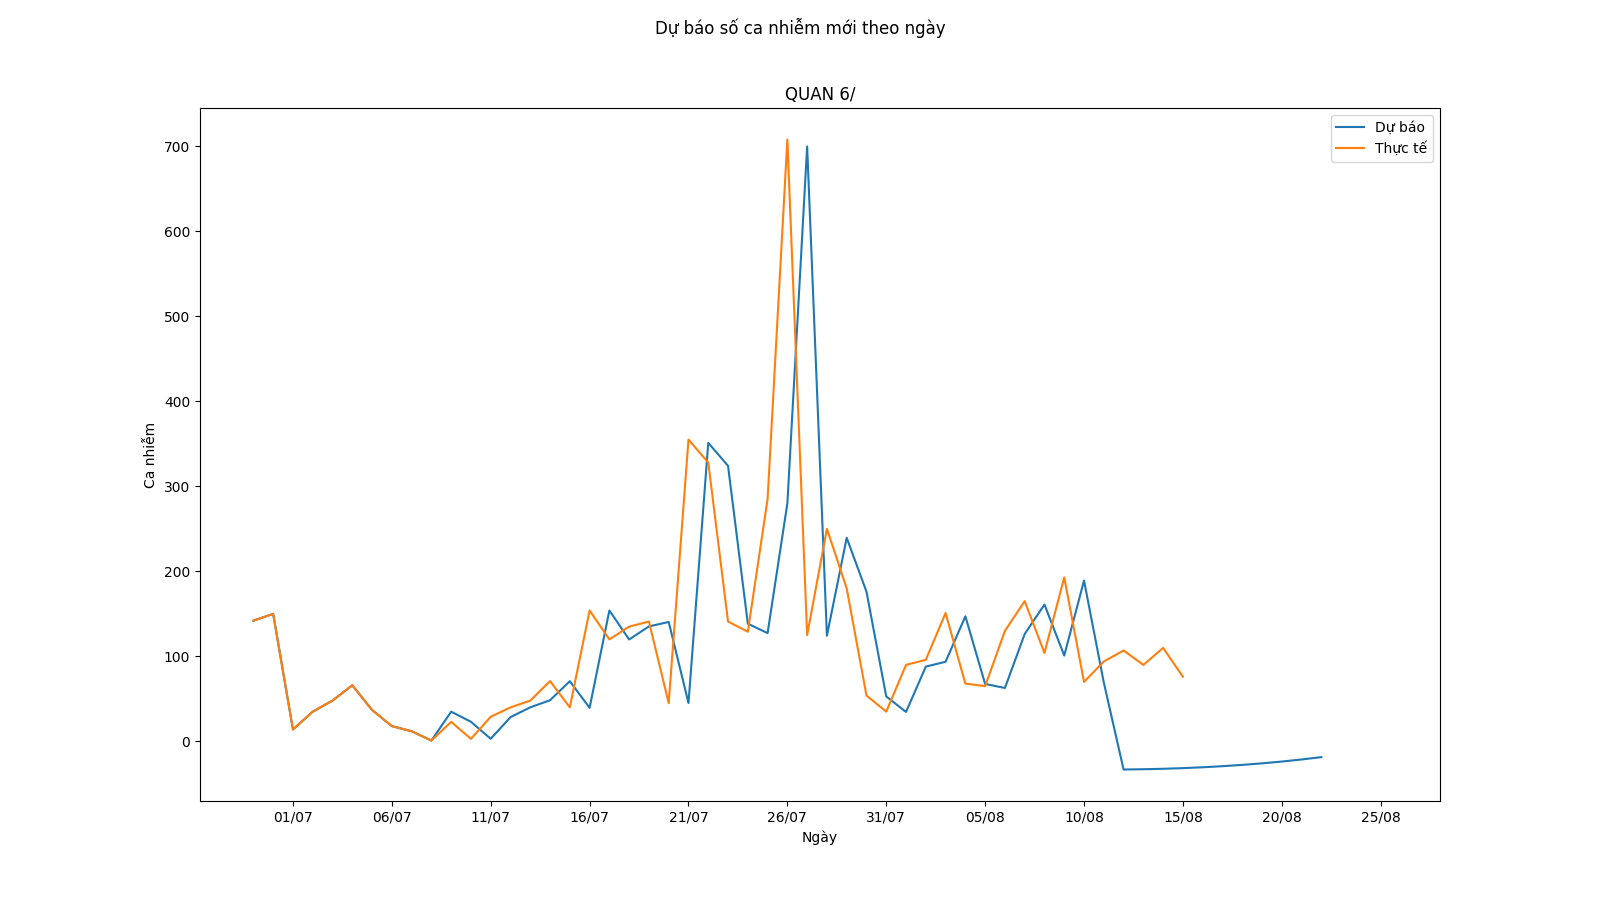 Dự báo số ca nhiễm mới theo ngày
QUAN 6/
Dự báo
Thực tế
700
600
500
400
300
200
100
0
Ca nhiễm
01/07 06/07 11/07 16/07 21/07 26/07 31/07 05/08 10/08 15/08 20/08 25/08
Ngày